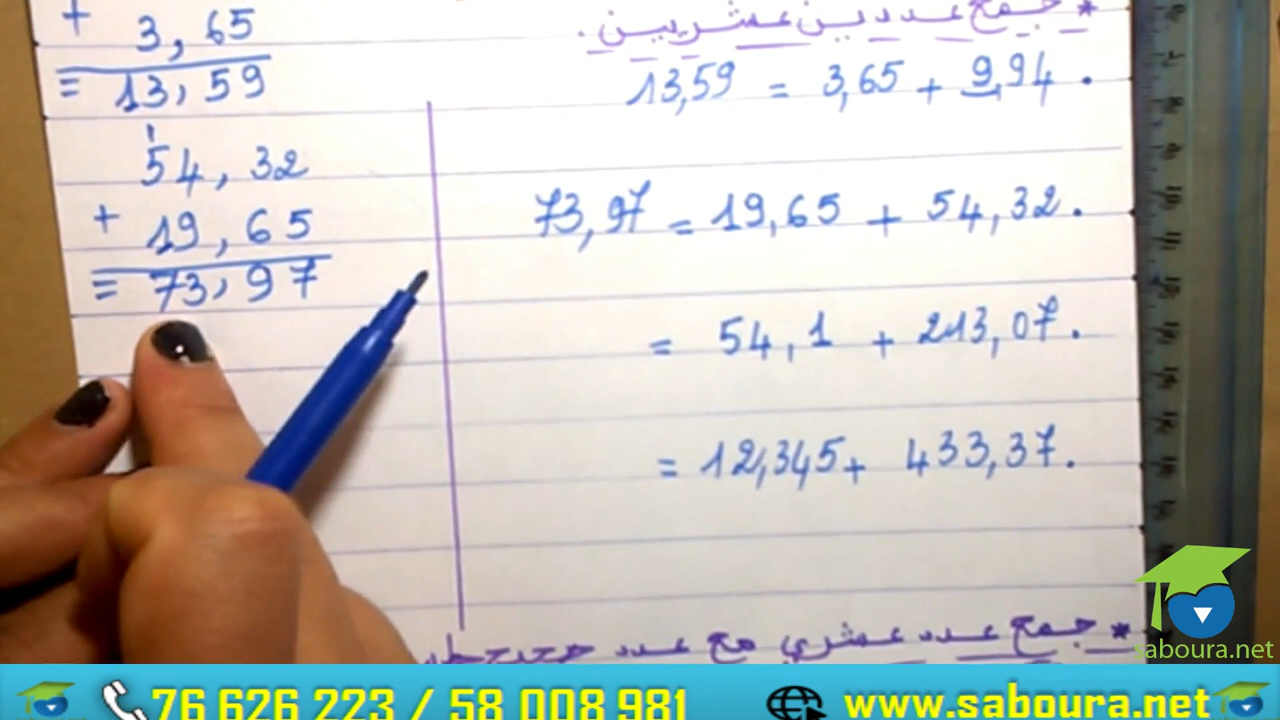 * جمع عددين عشريين .
13,59 = 3,65 + 9,94 .
73,97 = 19,65 + 54,32 .
= 54,1 + 213,07 .
= 12,345 + 433,37 .
* جمع عدد عشري مع عدد صحيح
+ 3,65
= 13,59
1
54,32
+ 19,65
= 73,97
saboura.net
76 626 223 / 58 008 981
www.saboura.net